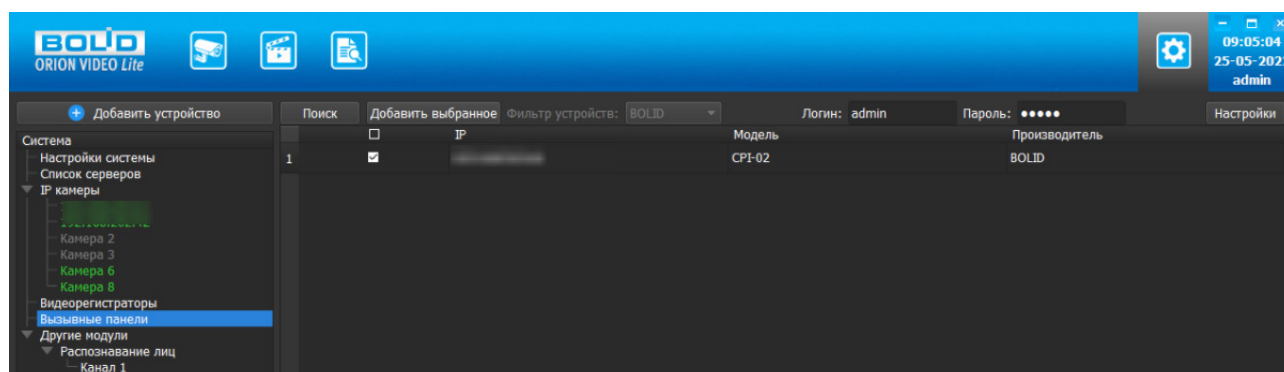 BOLID
ORION VIDEO Lite
09:05:04
25-05-202
admin
Добавить устройство
Поиск Добавить выбранное Фильтр устройств: BOLID Логин: admin Пароль: ●●●●● Настройки
IP Модель Производитель
1 CPI-02 BOLID
Система
Настройки системы
Список серверов
IP камеры
Камера 2
Камера 3
Камера 6
Камера 8
Видеорегистраторы
Вызывные панели
Другие модули
Распознавание лиц
Канал 1